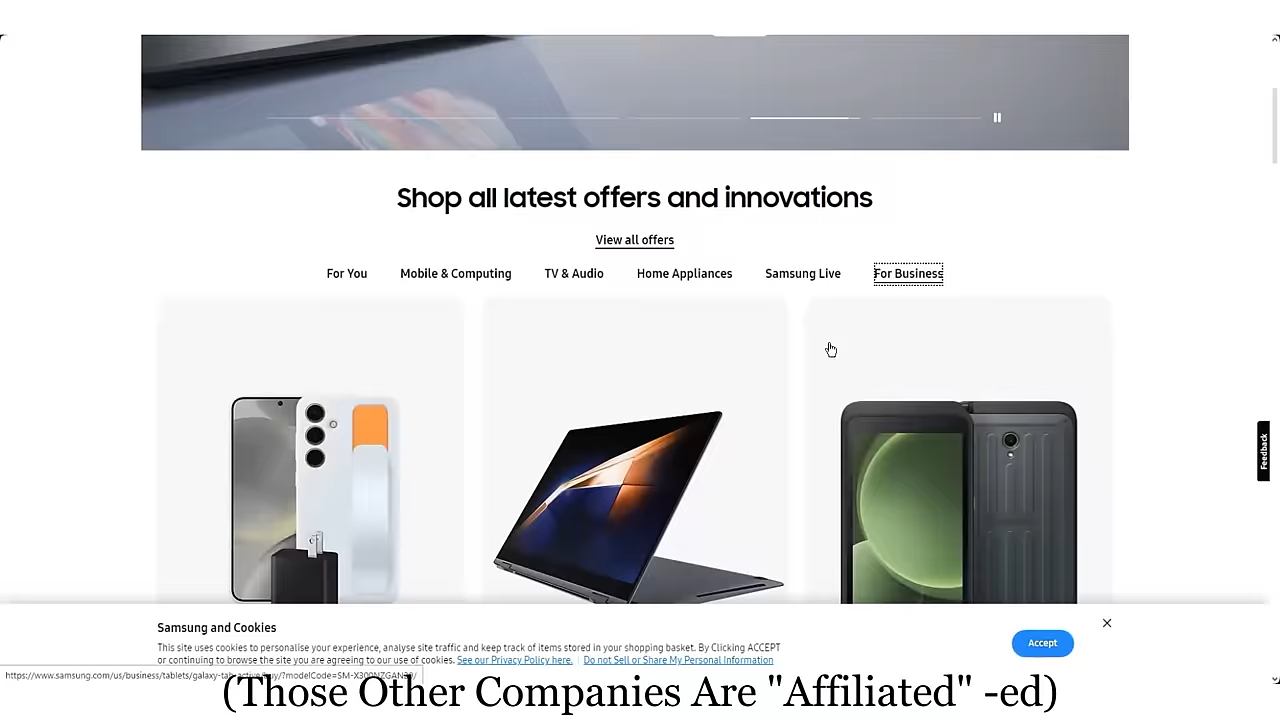 Shop all latest offers and innovations
View all offers
For You Mobile & Computing TV & Audio Home Appliances Samsung Live For Business
Feedback
Samsung and Cookies
This site uses cookies to personalise your experience, analyse site traffic and keep track of items stored in your shopping basket. By Clicking ACCEPT
or continuing to browse the site you are agreeing to our use of cookies. See our Privacy Policy here. | Do Not Sell or Share My Personal Information
Accept
(Those Other Companies Are "Affiliated" -ed)